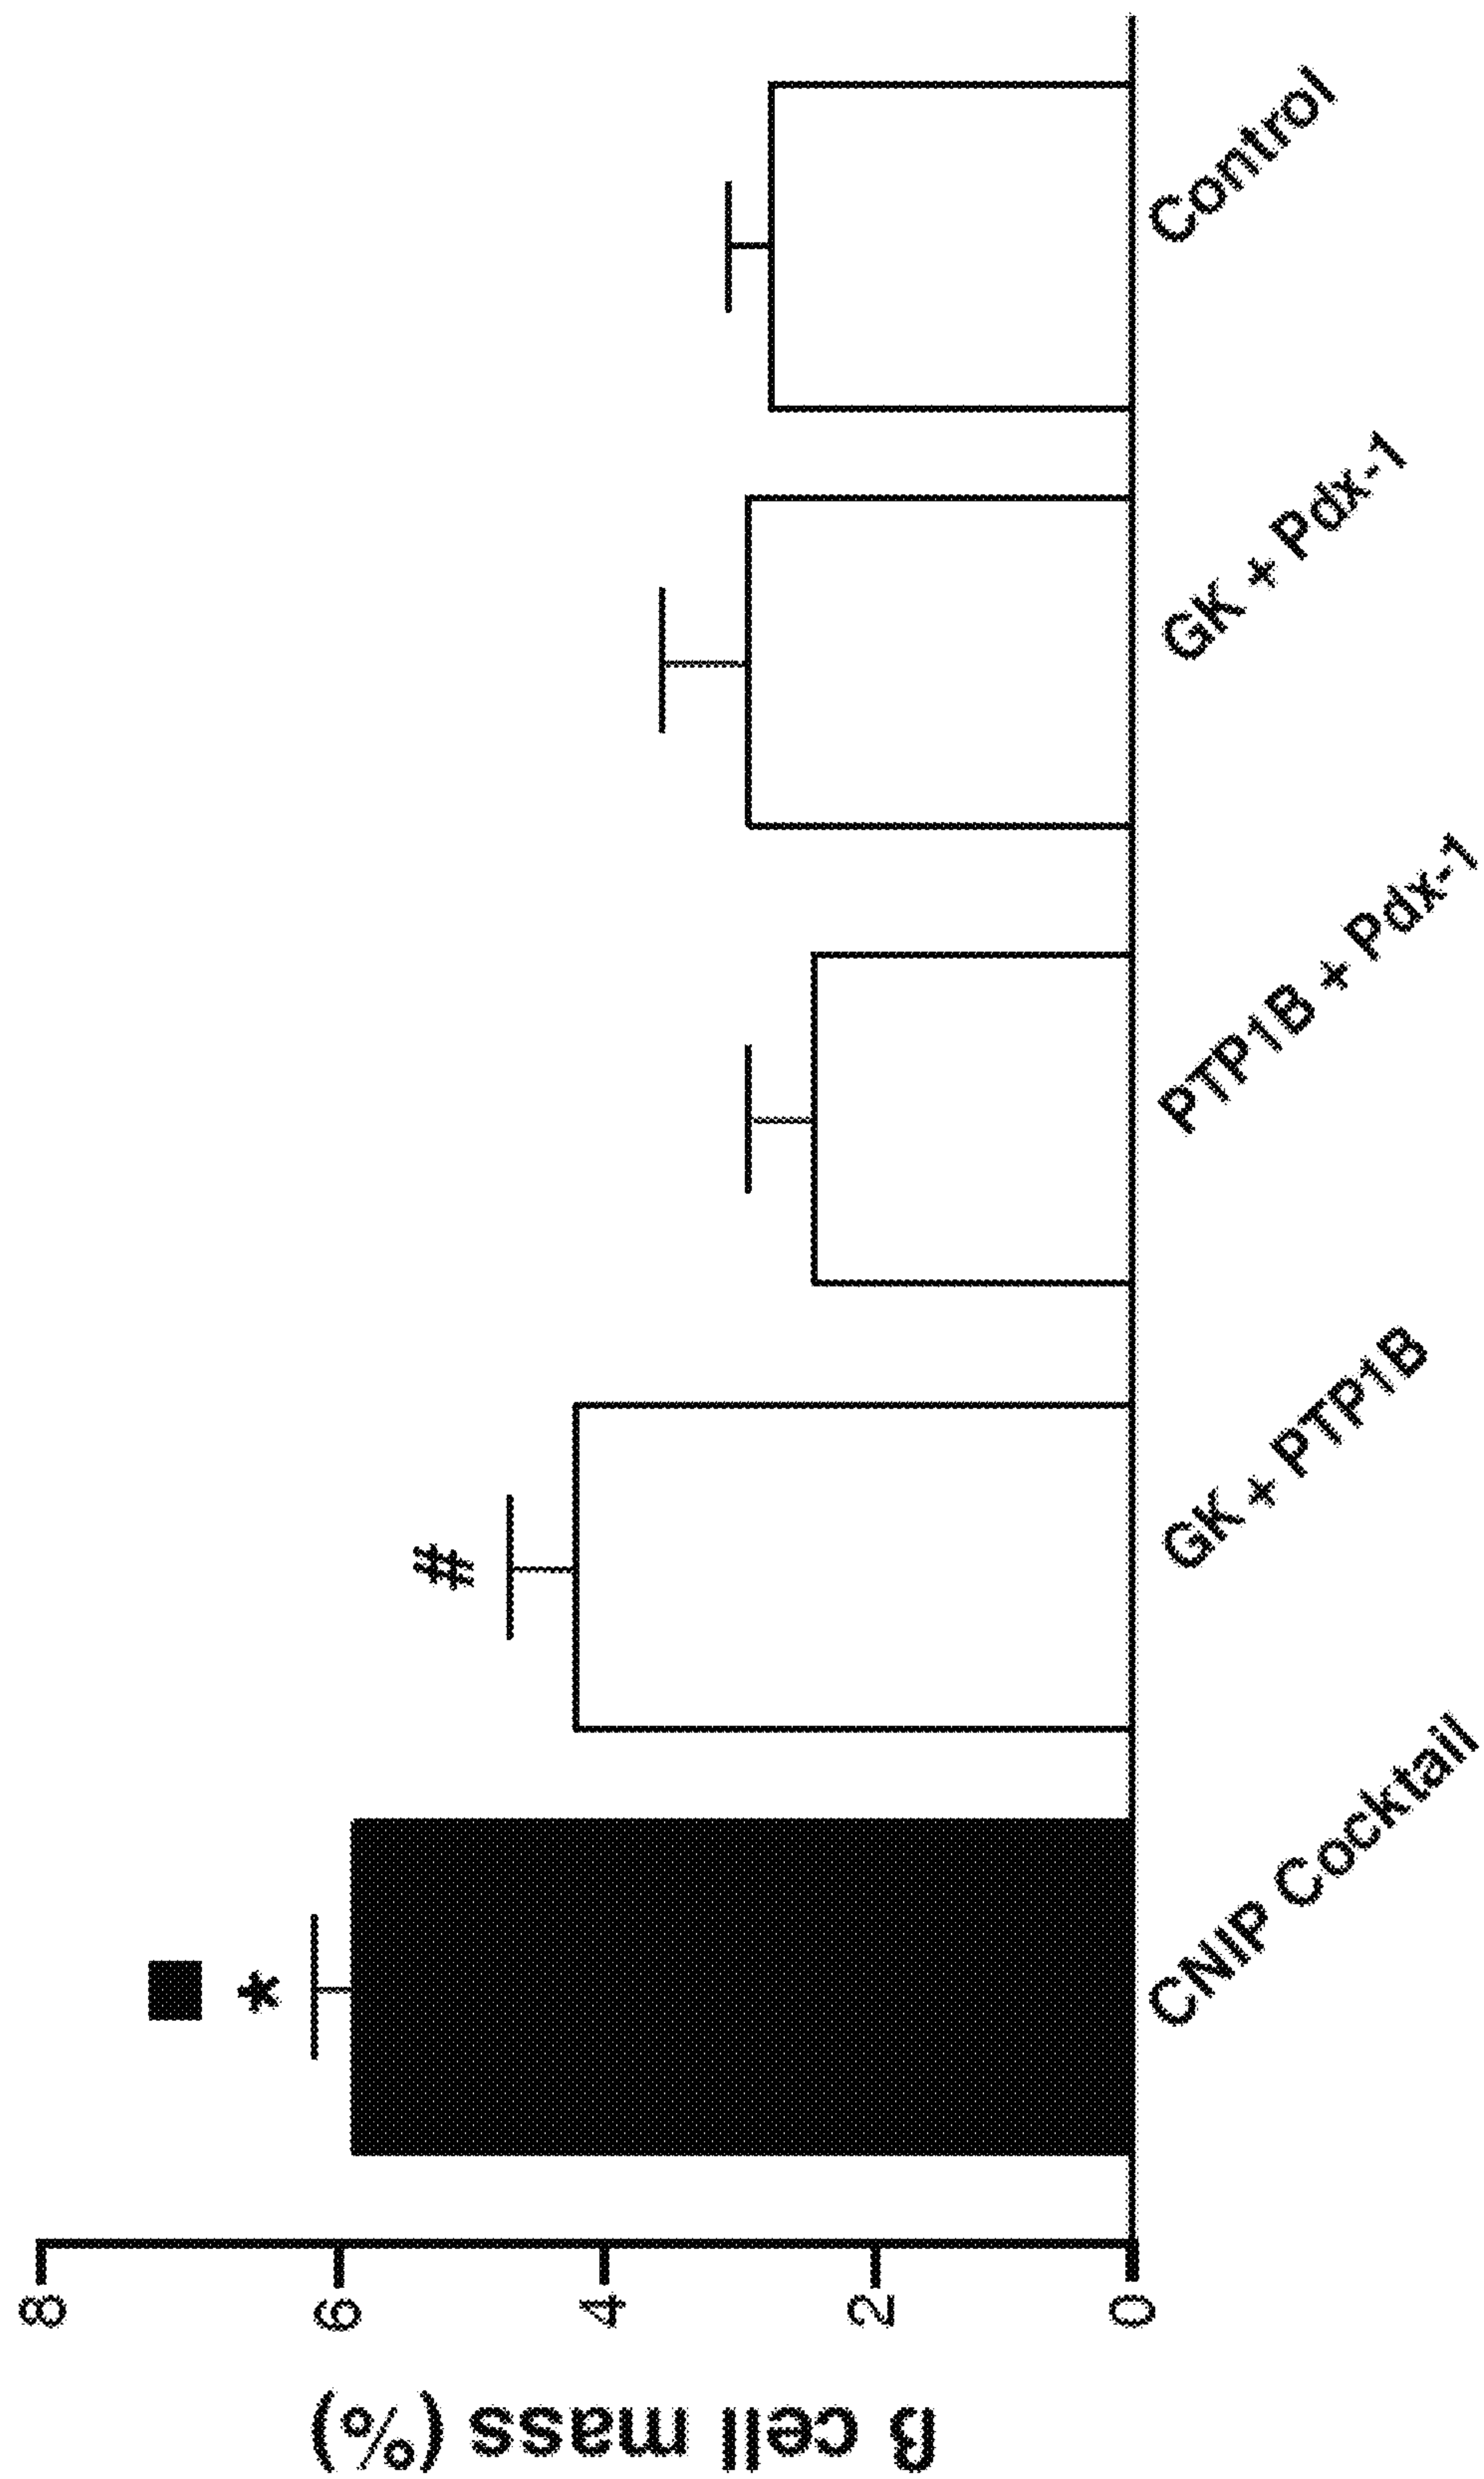 β cell mass (%)
8
6
4
2
0
*
#
CNIP Cocktail
GK + PTP1B
PTP1B + Pdx-1
GK + Pdx-1
Control